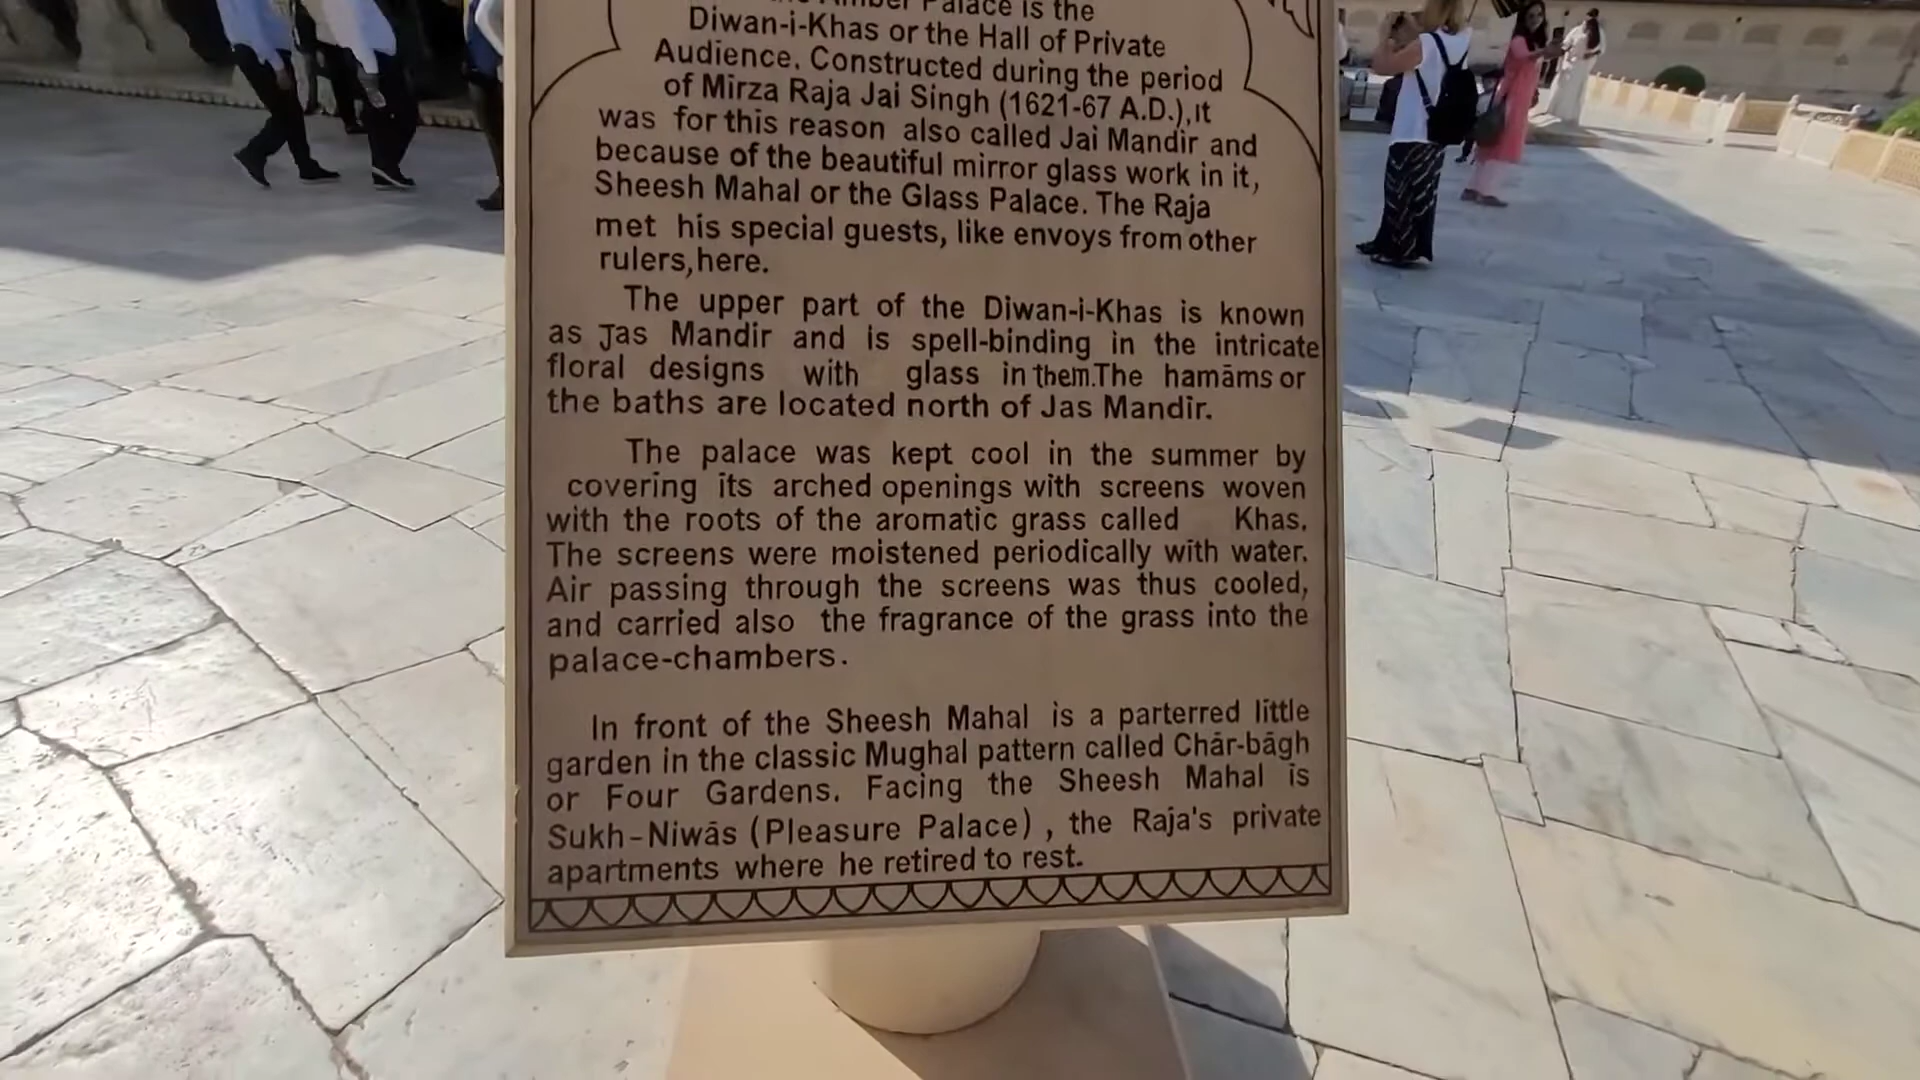 the Amber Palace is the
Diwan-i-Khas or the Hall of Private
Audience. Constructed during the period
of Mirza Raja Jai Singh (1621-67 A.D.),it
was for this reason also called Jai Mandir and
because of the beautiful mirror glass work in it,
Sheesh Mahal or the Glass Palace. The Raja
met his special guests, like envoys from other
rulers,here.
The upper part of the Diwan-i-Khas is known
as Jas Mandir and is spell-binding in the intricate
floral designs with glass in them.The hamāms or
the baths are located north of Jas Mandir.
The palace was kept cool in the summer by
covering its arched openings with screens woven
with the roots of the aromatic grass called Khas.
The screens were moistened periodically with water.
Air passing through the screens was thus cooled,
and carried also the fragrance of the grass into the
palace-chambers.
In front of the Sheesh Mahal is a parterred little
garden in the classic Mughal pattern called Chār-bāgh
or Four Gardens. Facing the Sheesh Mahal is
Sukh-Niwās (Pleasure Palace) , the Raja's private
apartments where he retired to rest.